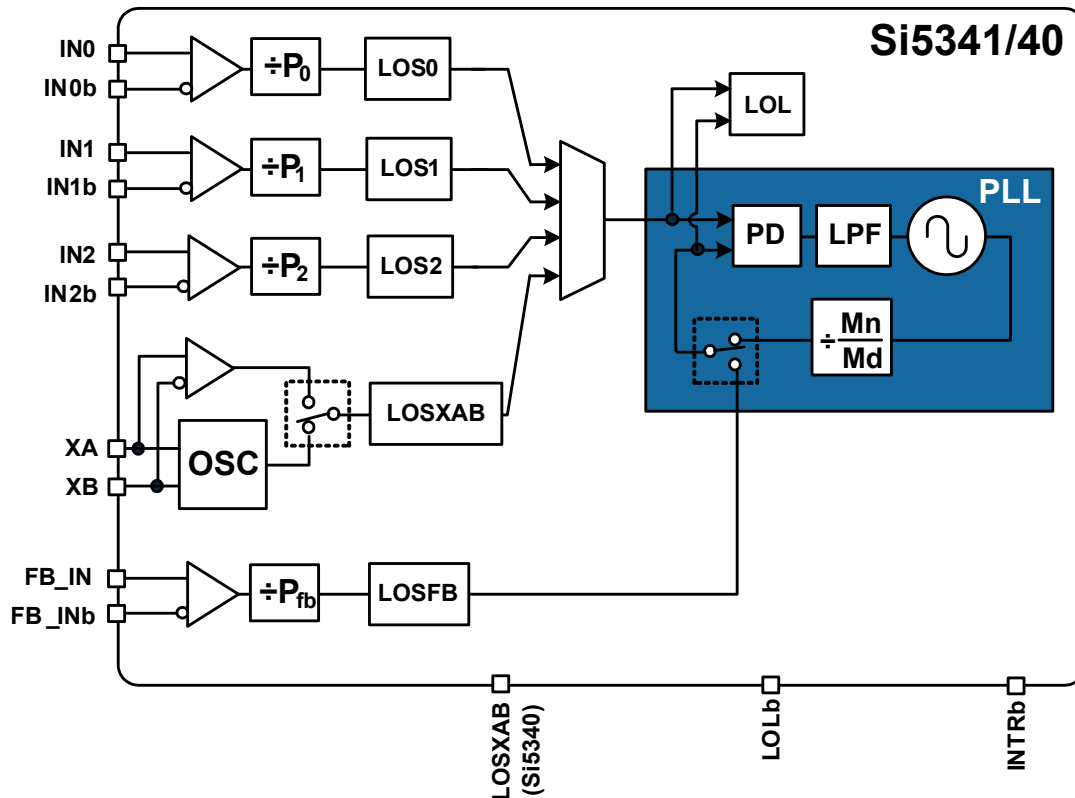 Si5341/40
IN0
IN0b
÷P0
LOS0
LOL
IN1
IN1b
÷P1
LOS1
PLL
PD
LPF
IN2
IN2b
÷P2
LOS2
÷ Mn
Md
LOSXAB
XA
XB
OSC
FB_IN
FB_INb
÷Pfb
LOSFB
LOSXAB
(Si5340)
LOLb
INTRb